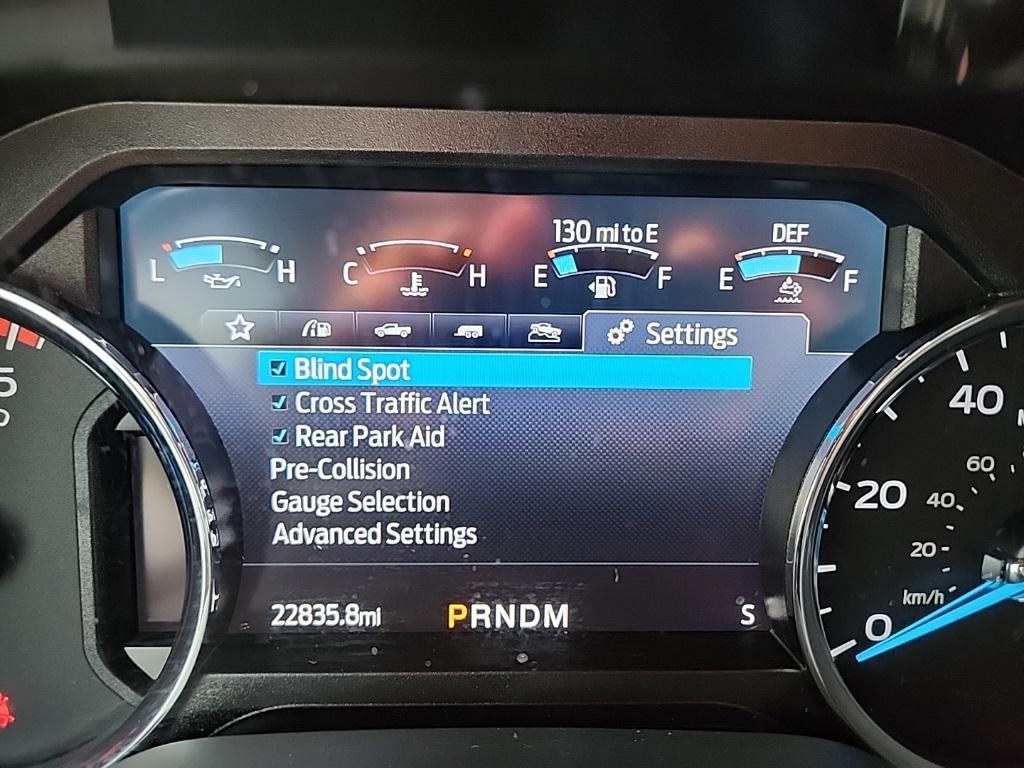 130 mi to E
DEF
L H
C H
E F
E F
Settings
Blind Spot
Cross Traffic Alert
Rear Park Aid
Pre-Collision
Gauge Selection
Advanced Settings
22835.8mi
PRNDM
S
5
40
20
0
60
40
20
km/h